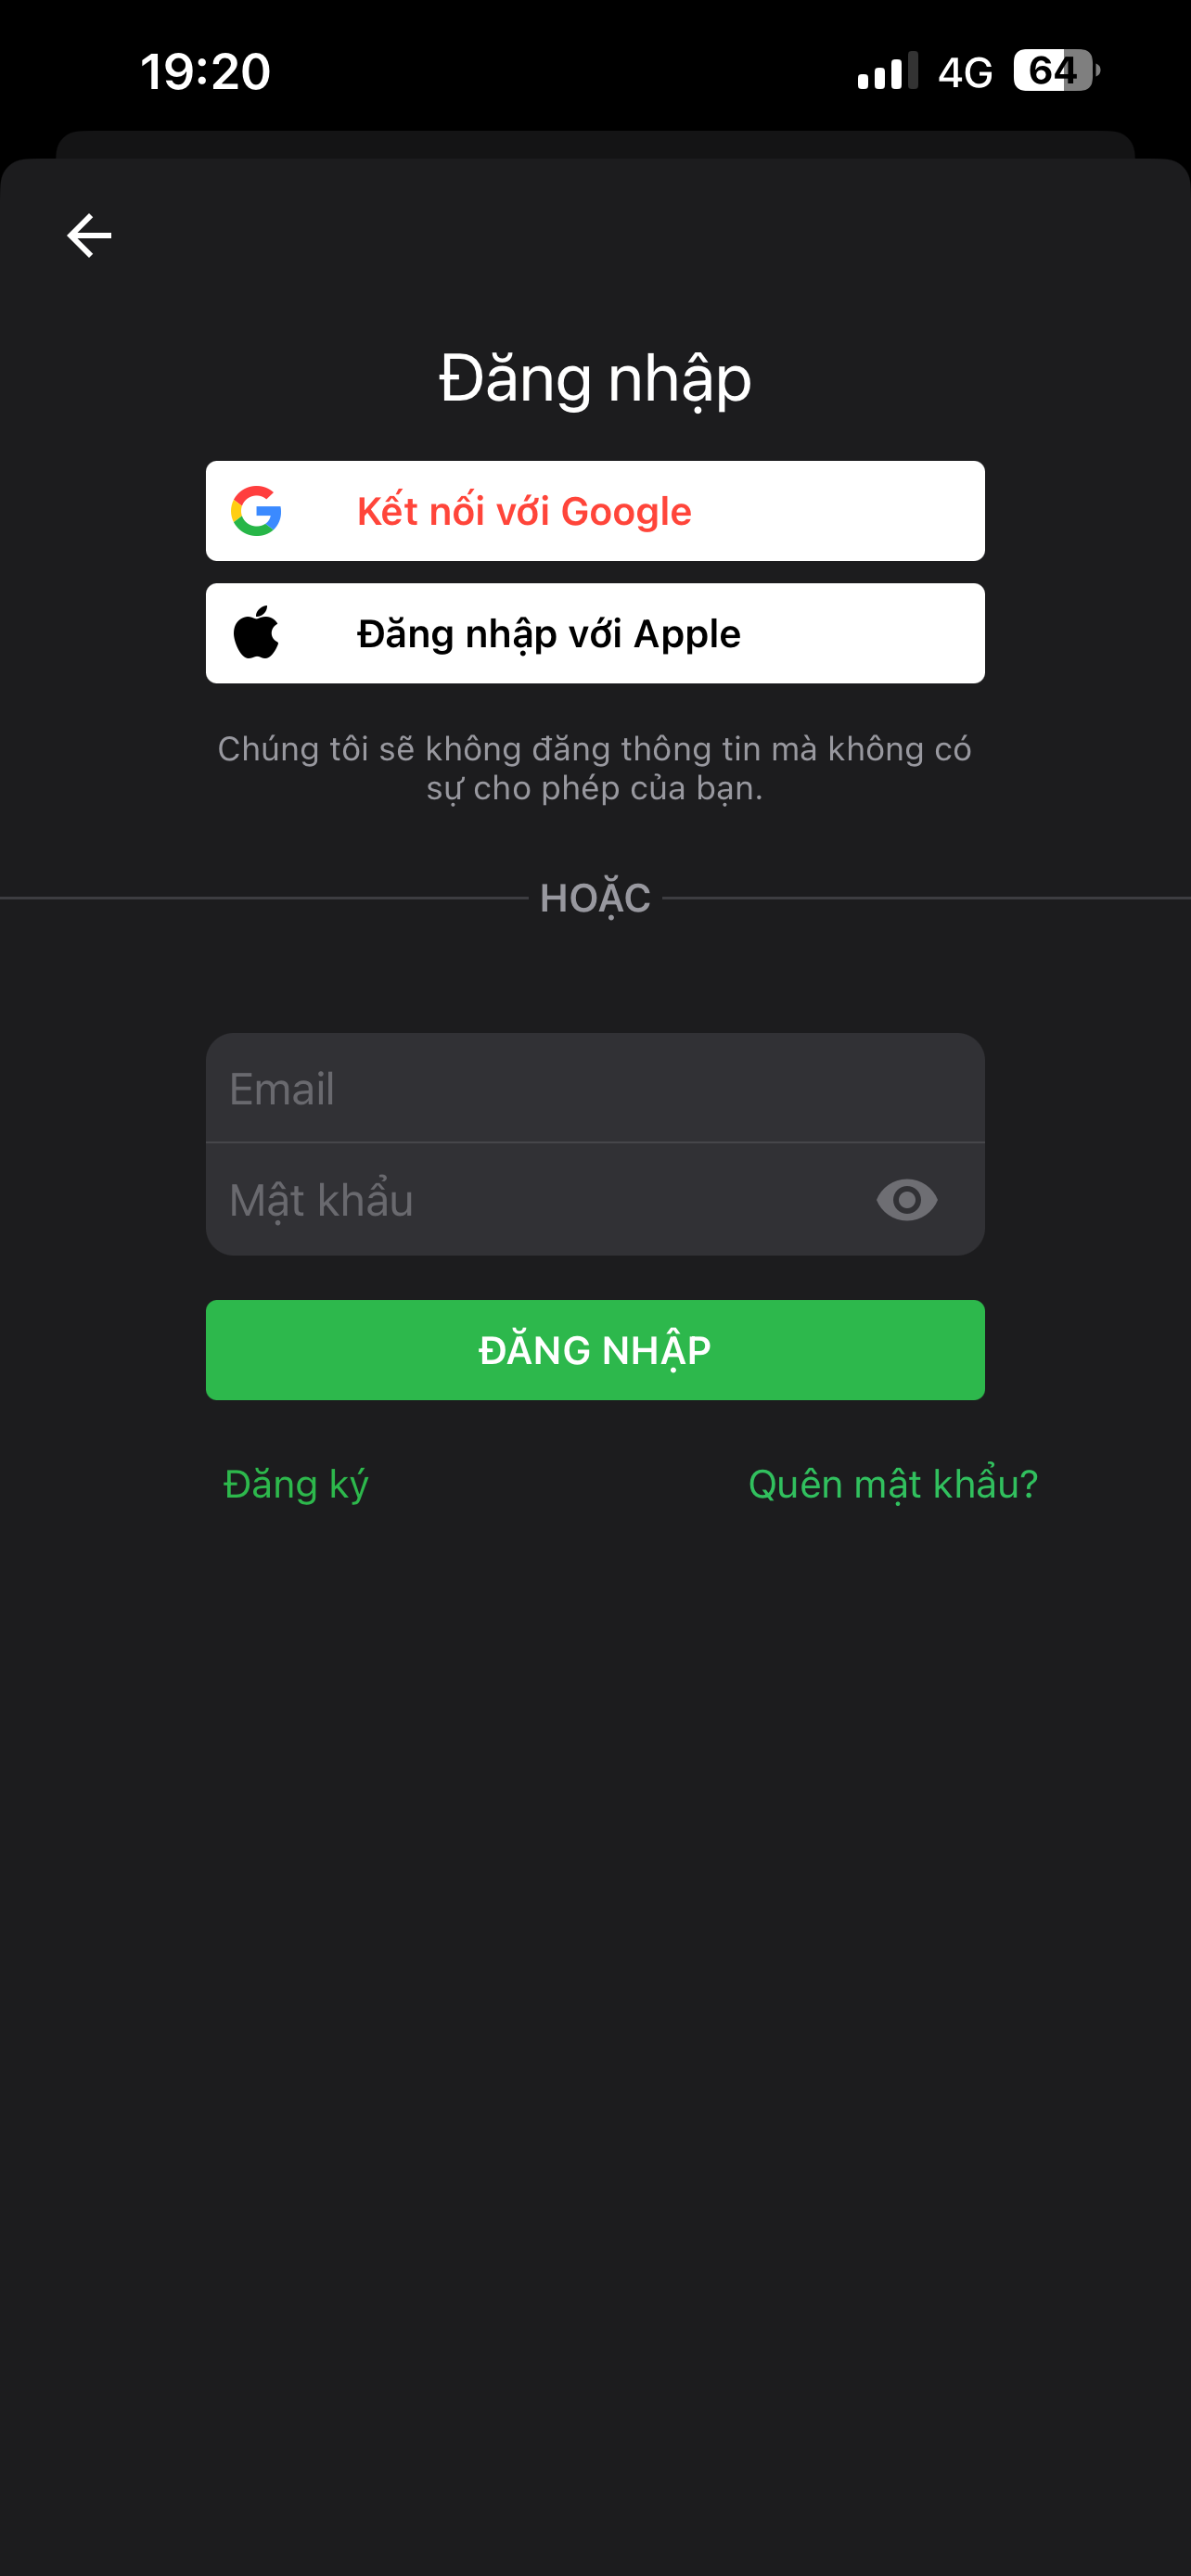 19:20
4G
64
Đăng nhập
Kết nối với Google
Đăng nhập với Apple
Chúng tôi sẽ không đăng thông tin mà không có
sự cho phép của bạn.
HOẶC
Email
Mật khẩu
ĐĂNG NHẬP
Đăng ký
Quên mật khẩu?